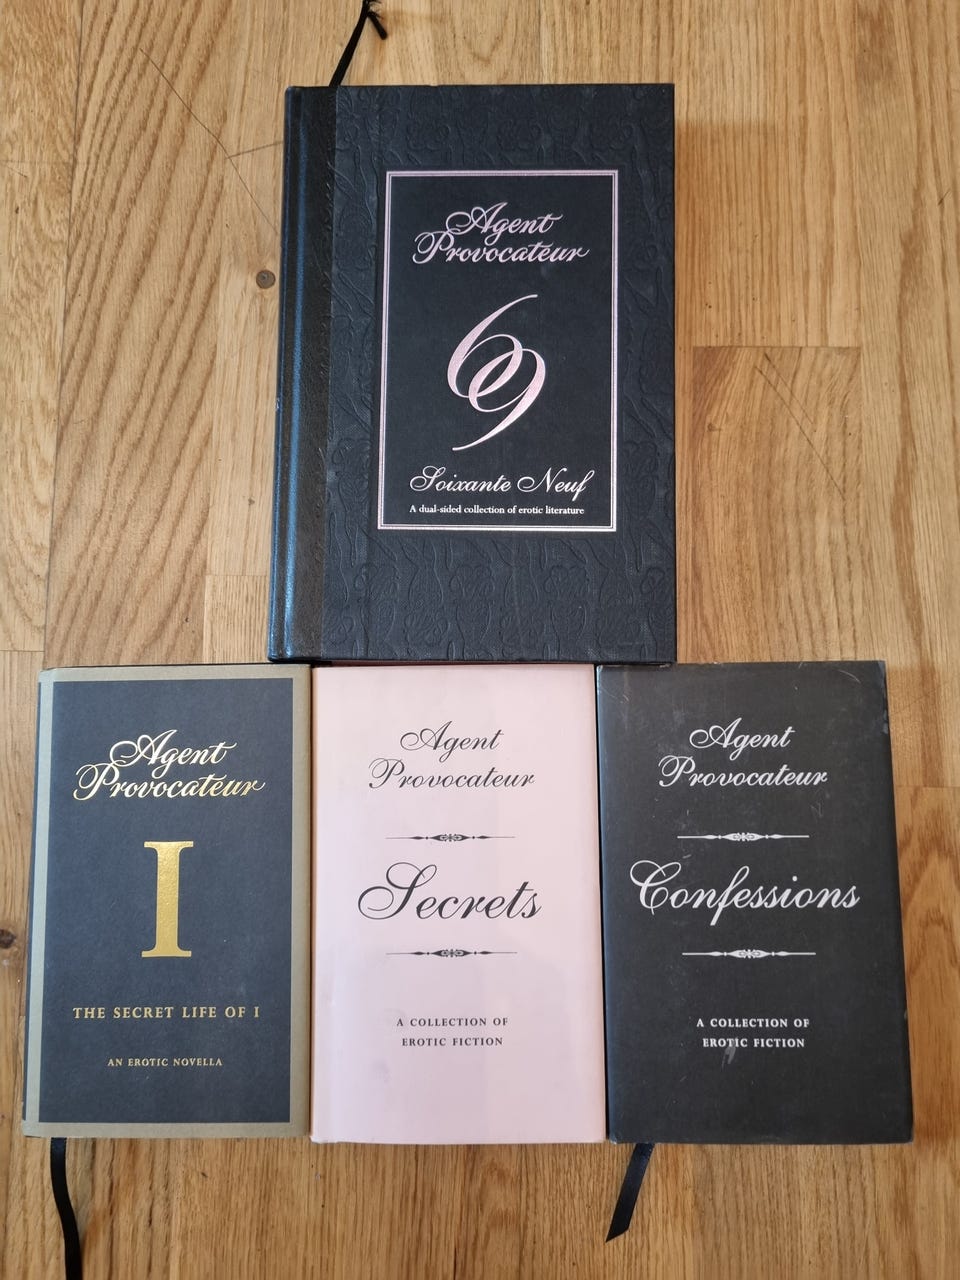 Agent
Provocateur
69
Soixante Neuf
A dual-sided collection of erotic literature
Agent
Provocateur
I
THE SECRET LIFE OF I
AN EROTIC NOVELLA
Agent
Provocateur
Secrets
A COLLECTION OF
EROTIC FICTION
Agent
Provocateur
Confessions
A COLLECTION OF
EROTIC FICTION